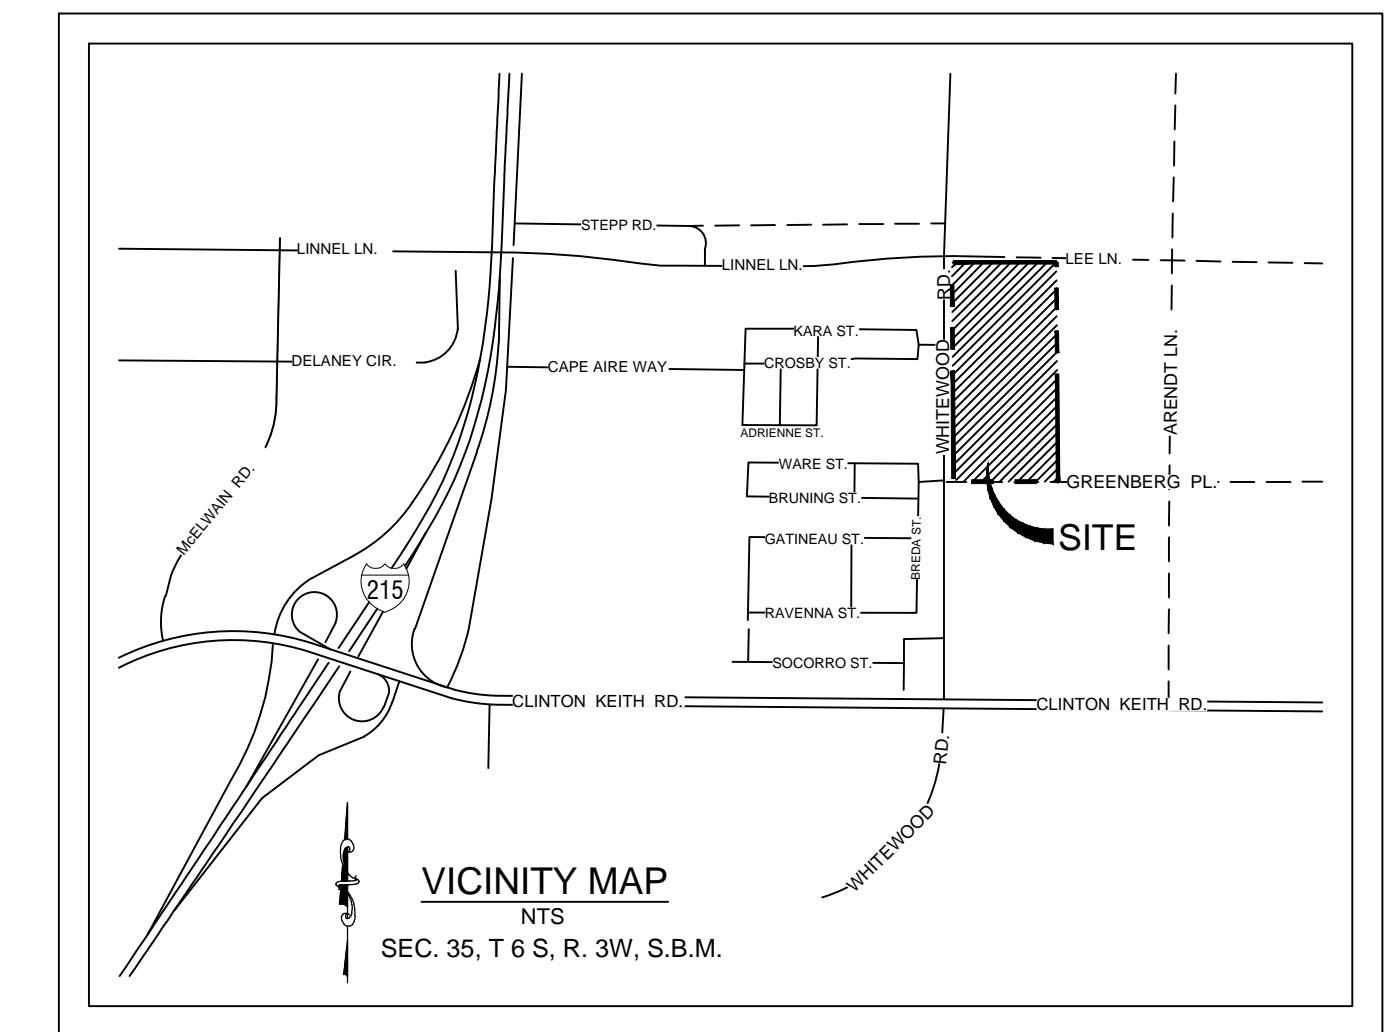 STEPP RD.
LINNEL LN.
LINNEL LN.
LEE LN.
WHITEWOOD RD.
KARA ST.
DELANEY CIR.
CAPE AIRE WAY
CROSBY ST.
ARENDT LN.
ADRIENNE ST.
WARE ST.
GREENBERG PL.
BRUNING ST.
McELWAIN RD.
GATINEAU ST.
BREDA ST.
SITE
215
RAVENNA ST.
SOCORRO ST.
CLINTON KEITH RD.
CLINTON KEITH RD.
WHITEWOOD RD.
VICINITY MAP
NTS
SEC. 35, T 6 S, R. 3W, S.B.M.